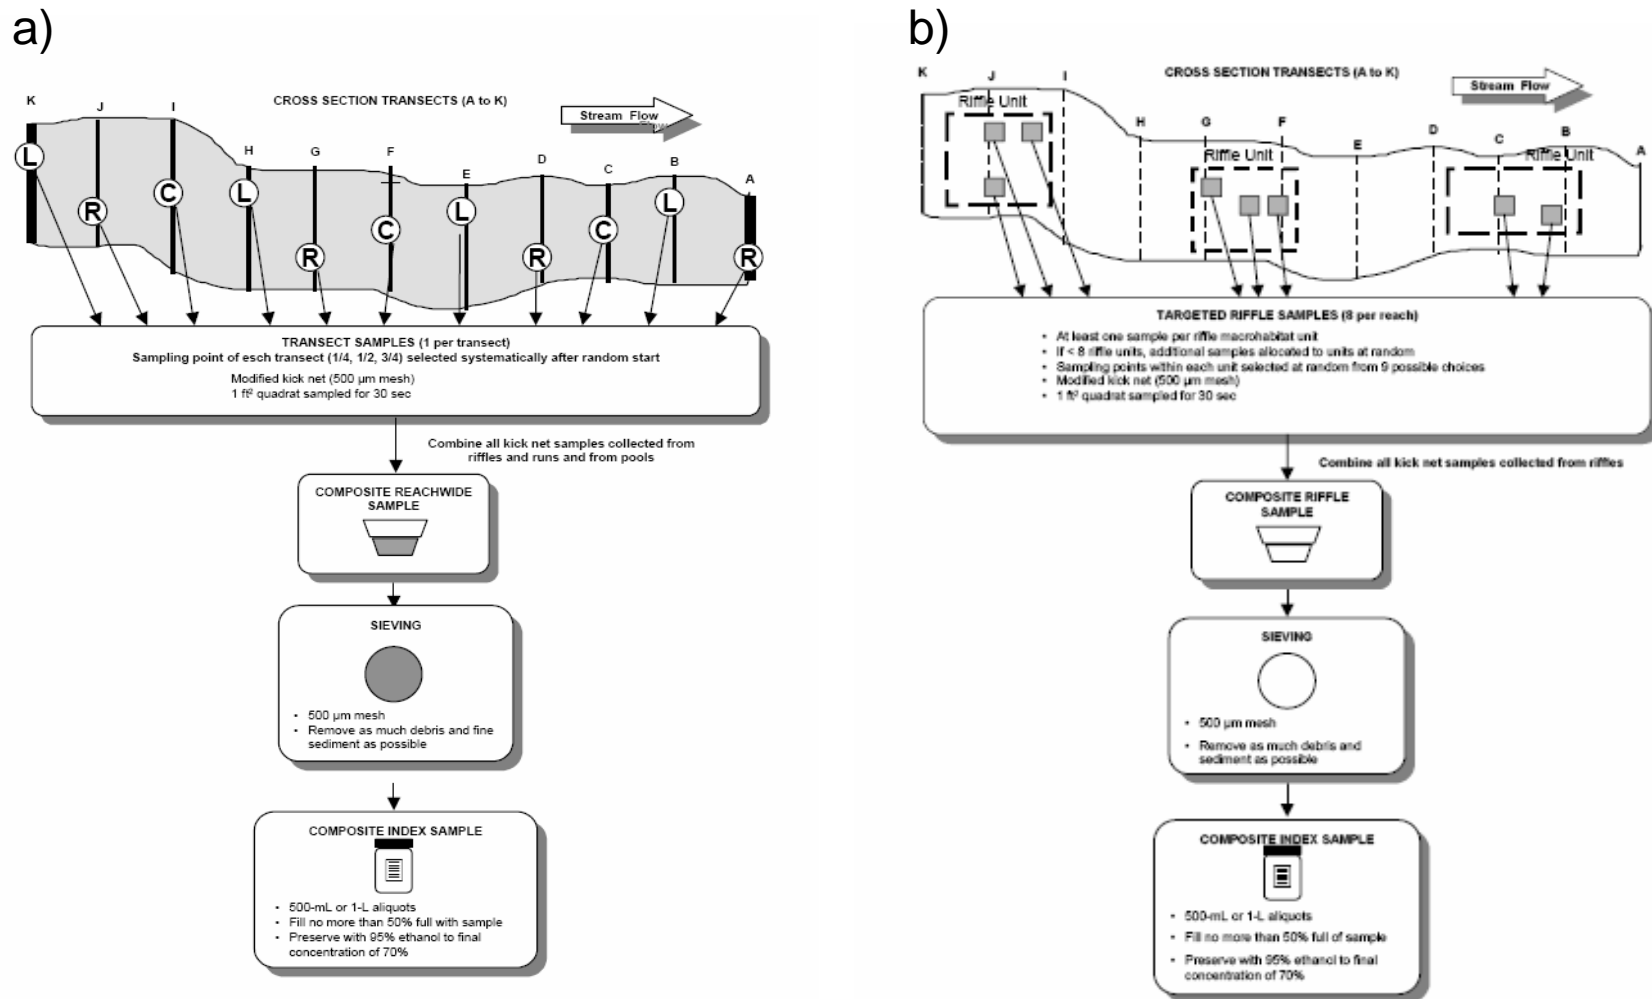 a)
CROSS SECTION TRANSECTS (A to K)
Stream Flow
Flow
K
J
I
H
G
F
E
D
C
B
A
L
R
C
L
R
C
L
R
C
L
R
TRANSECT SAMPLES (1 per transect)
Sampling point of esch transect (1/4, 1/2, 3/4) selected systematically after random start
Modified kick net (500 µm mesh)
1 ft² quadrat sampled for 30 sec
Combine all kick net samples collected from
riffles and runs and from pools
COMPOSITE REACHWIDE
SAMPLE
SIEVING
• 500 µm mesh
• Remove as much debris and fine
sediment as possible
COMPOSITE INDEX SAMPLE
• 500-mL or 1-L aliquots
• Fill no more than 50% full with sample
• Preserve with 95% ethanol to final
concentration of 70%
b)
CROSS SECTION TRANSECTS (A to K)
Stream Flow
K
J
I
H
G
F
E
D
C
B
A
Riffle Unit
Riffle Unit
Riffle Unit
TARGETED RIFFLE SAMPLES (8 per reach)
• At least one sample per riffle macrohabitat unit
• If < 8 riffle units, additional samples allocated to units at random
• Sampling points within each unit selected at random from 9 possible choices
• Modified kick net (500 µm mesh)
• 1 ft² quadrat sampled for 30 sec
Combine all kick net samples collected from riffles
COMPOSITE RIFFLE
SAMPLE
SIEVING
• 500 µm mesh
• Remove as much debris and
sediment as possible
COMPOSITE INDEX SAMPLE
• 500-mL or 1-L aliquots
• Fill no more than 50% full of sample
• Preserve with 95% ethanol to final
concentration of 70%